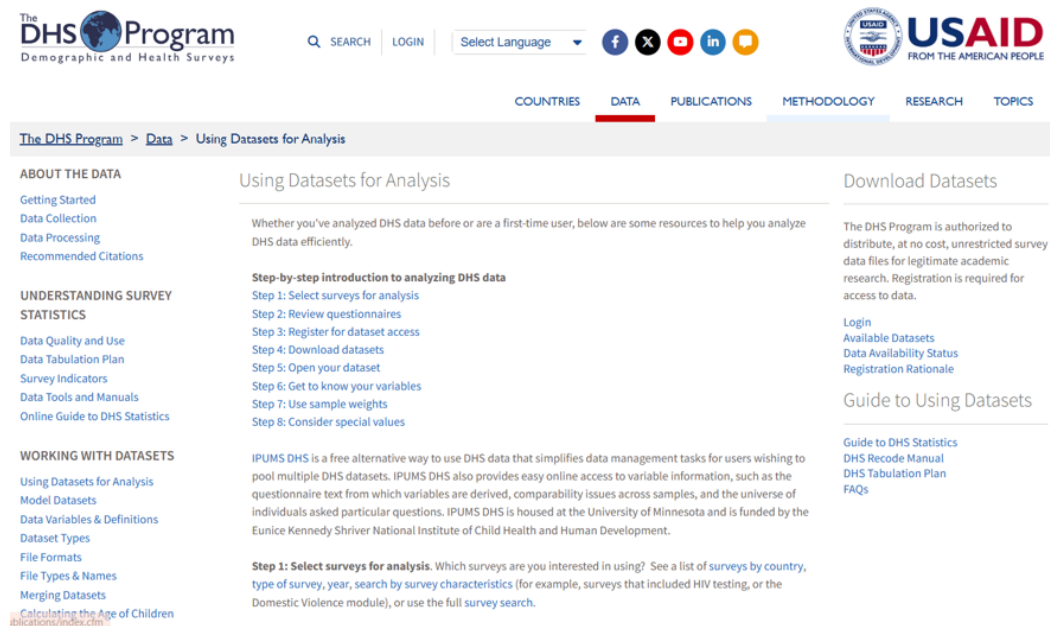 The
DHS Program
Demographic and Health Surveys
SEARCH
LOGIN
Select Language
USAID
FROM THE AMERICAN PEOPLE
COUNTRIES
DATA
PUBLICATIONS
METHODOLOGY
RESEARCH
TOPICS
The DHS Program > Data > Using Datasets for Analysis
ABOUT THE DATA
Getting Started
Data Collection
Data Processing
Recommended Citations
UNDERSTANDING SURVEY
STATISTICS
Data Quality and Use
Data Tabulation Plan
Survey Indicators
Data Tools and Manuals
Online Guide to DHS Statistics
WORKING WITH DATASETS
Using Datasets for Analysis
Model Datasets
Data Variables & Definitions
Dataset Types
File Formats
File Types & Names
Merging Datasets
Calculating the Age of Children
ublications/index.cfm
Using Datasets for Analysis
Whether you've analyzed DHS data before or are a first-time user, below are some resources to help you analyze
DHS data efficiently.
Step-by-step introduction to analyzing DHS data
Step 1: Select surveys for analysis
Step 2: Review questionnaires
Step 3: Register for dataset access
Step 4: Download datasets
Step 5: Open your dataset
Step 6: Get to know your variables
Step 7: Use sample weights
Step 8: Consider special values
IPUMS DHS is a free alternative way to use DHS data that simplifies data management tasks for users wishing to
pool multiple DHS datasets. IPUMS DHS also provides easy online access to variable information, such as the
questionnaire text from which variables are derived, comparability issues across samples, and the universe of
individuals asked particular questions. IPUMS DHS is housed at the University of Minnesota and is funded by the
Eunice Kennedy Shriver National Institute of Child Health and Human Development.
Step 1: Select surveys for analysis. Which surveys are you interested in using? See a list of surveys by country,
type of survey, year, search by survey characteristics (for example, surveys that included HIV testing, or the
Domestic Violence module), or use the full survey search.
Download Datasets
The DHS Program is authorized to
distribute, at no cost, unrestricted survey
data files for legitimate academic
research. Registration is required for
access to data.
Login
Available Datasets
Data Availability Status
Registration Rationale
Guide to Using Datasets
Guide to DHS Statistics
DHS Recode Manual
DHS Tabulation Plan
FAQs